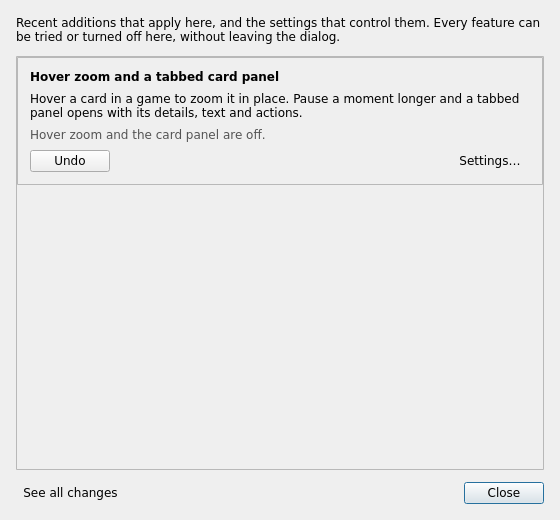 Recent additions that apply here, and the settings that control them. Every feature can
be tried or turned off here, without leaving the dialog.
Hover zoom and a tabbed card panel
Hover a card in a game to zoom it in place. Pause a moment longer and a tabbed
panel opens with its details, text and actions.
Hover zoom and the card panel are off.
Undo
Settings...
See all changes
Close